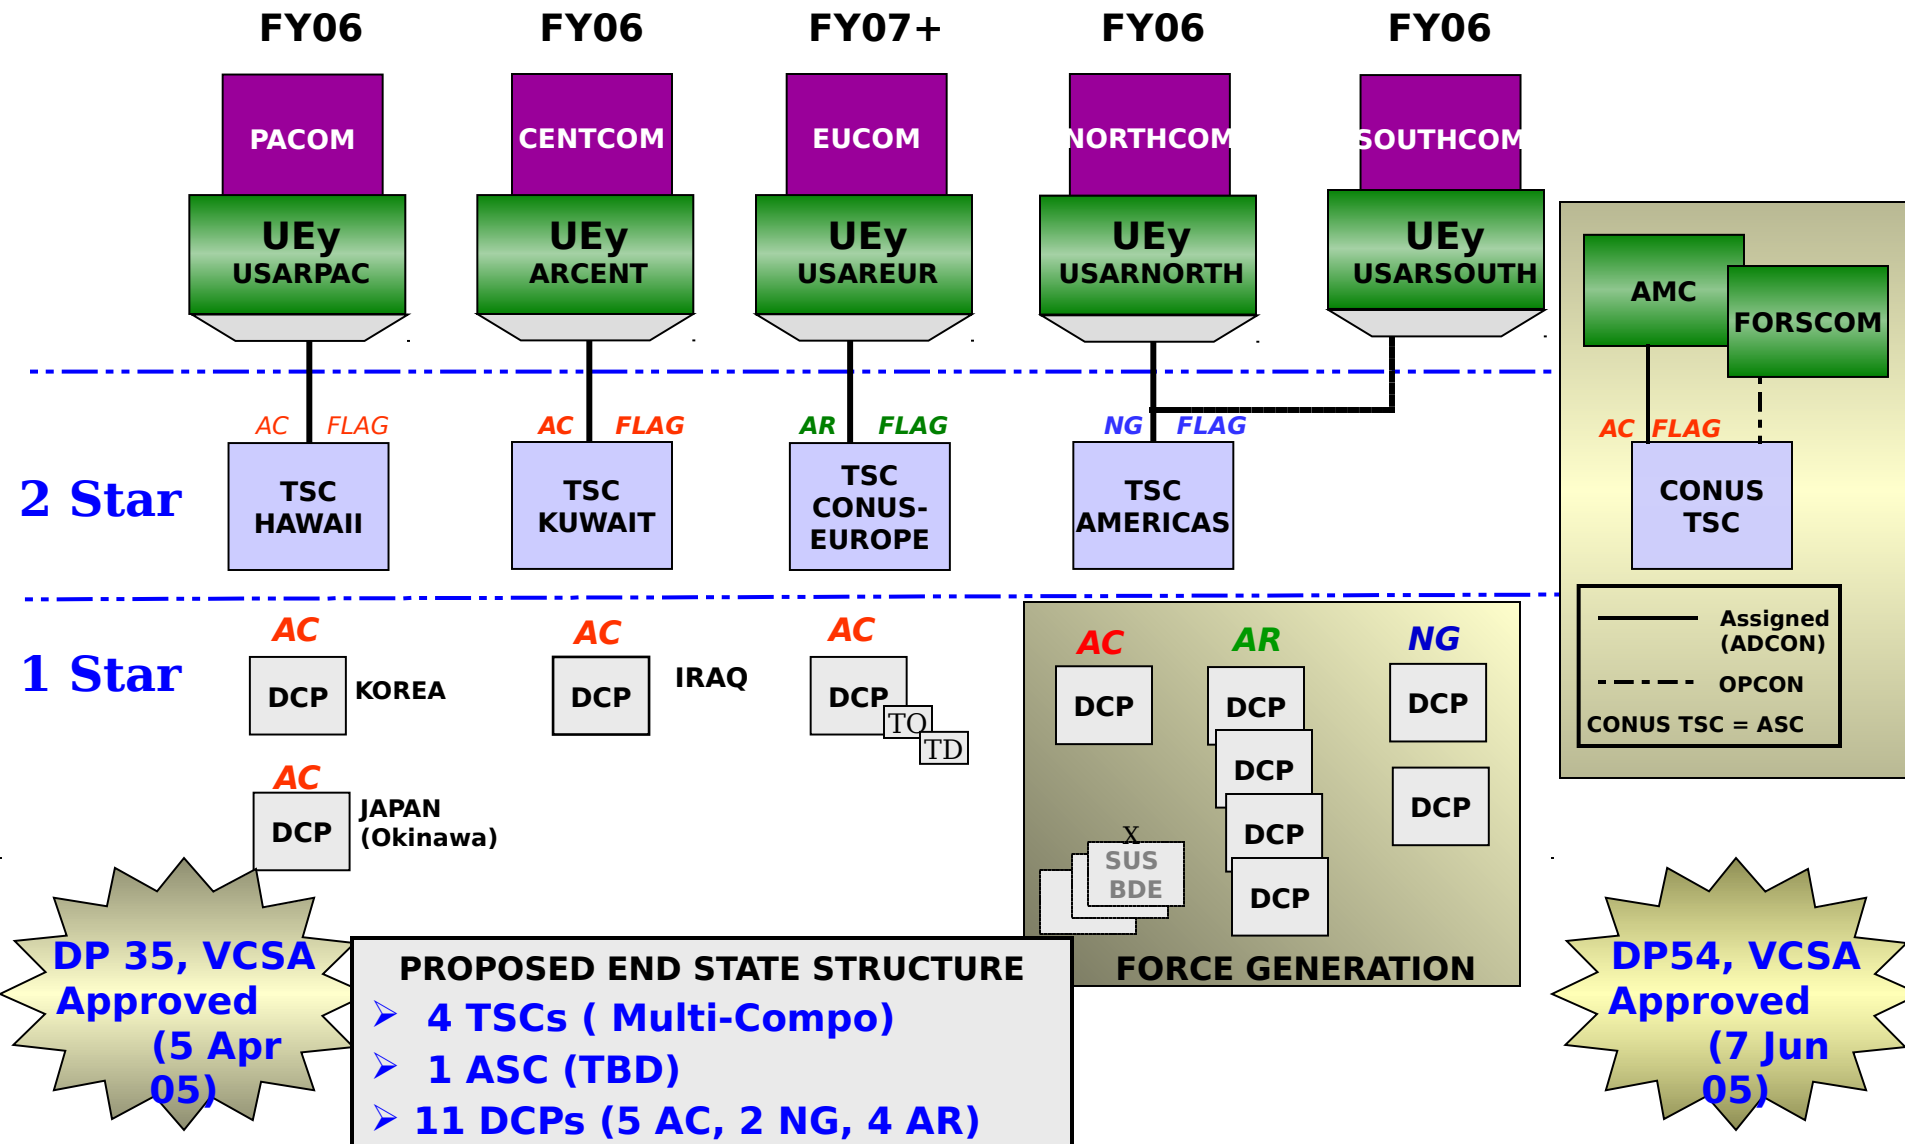 FY06 FY06 FY07+ FY06 FY06
PACOM CENTCOM EUCOM NORTHCOM SOUTHCOM
UEy UEy UEy UEy UEy
USARPAC ARCENT USAREUR USARNORTH USARSOUTH
AMC
FORSCOM
AC FLAG AC FLAG AR FLAG NG FLAG AC FLAG
2 Star
TSC
HAWAII
TSC
KUWAIT
TSC
CONUS-
EUROPE
TSC
AMERICAS
CONUS
TSC
Assigned
(ADCON)
OPCON
CONUS TSC = ASC
1 Star
AC
DCP KOREA
AC
DCP IRAQ
AC
DCP
TO
TD
AC
DCP JAPAN
(Okinawa)
AC AR NG
DCP DCP DCP
DCP
DCP
DCP
DCP
X
SUS
BDE
FORCE GENERATION
DP 35, VCSA
Approved
(5 Apr
05)
PROPOSED END STATE STRUCTURE
➢ 4 TSCs ( Multi-Compo)
➢ 1 ASC (TBD)
➢ 11 DCPs (5 AC, 2 NG, 4 AR)
DP54, VCSA
Approved
(7 Jun
05)